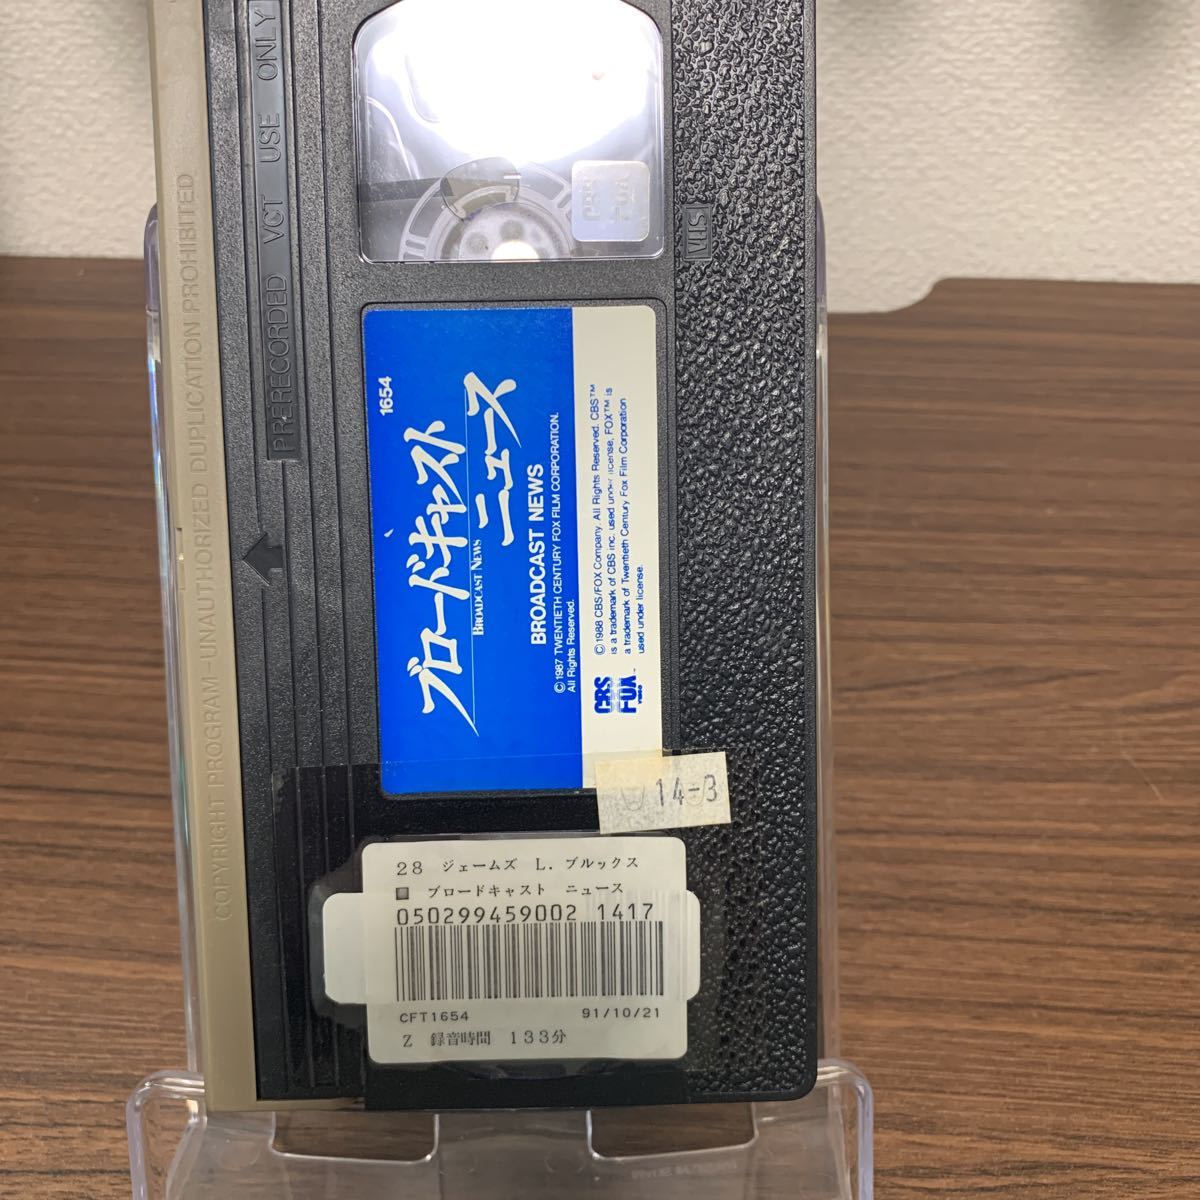 COPYRIGHT PROGRAM-UNAUTHORIZED DUPLICATION PROHIBITED
PRERECORDED VCT USE ONLY
CBS
FOX
VHS
1654
ブロードキャスト
BROADCAST NEWS
ニュース
BROADCAST NEWS
©1987 TWENTIETH CENTURY FOX FILM CORPORATION.
All Rights Reserved.
CBS
FOX
VIDEO
™
©1988 CBS/FOX Company. All Rights Reserved. CBS™
is a trademark of CBS inc. used under license, FOX™ is
a trademark of Twentieth Century Fox Film Corporation
used under license.
14-3
28 ジェームズ L. ブルックス
ブロードキャスト ニュース
050299459002 1417
CFT1654 91/10/21
Z 録音時間 133分